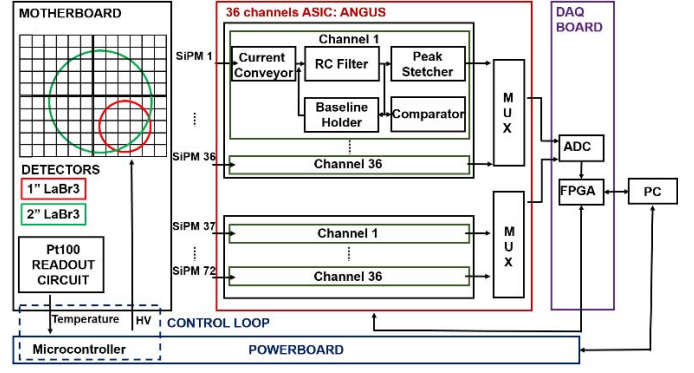 MOTHERBOARD
DETECTORS
1" LaBr3
2" LaBr3
Pt100
READOUT
CIRCUIT
Temperature
HV
CONTROL LOOP
Microcontroller
POWERBOARD
36 channels ASIC: ANGUS
SiPM 1
SiPM 36
SiPM 37
SiPM 72
Channel 1
Current
Conveyor
RC Filter
Peak
Stetcher
Baseline
Holder
Comparator
Channel 36
MUX
Channel 1
Channel 36
MUX
DAQ
BOARD
ADC
FPGA
PC